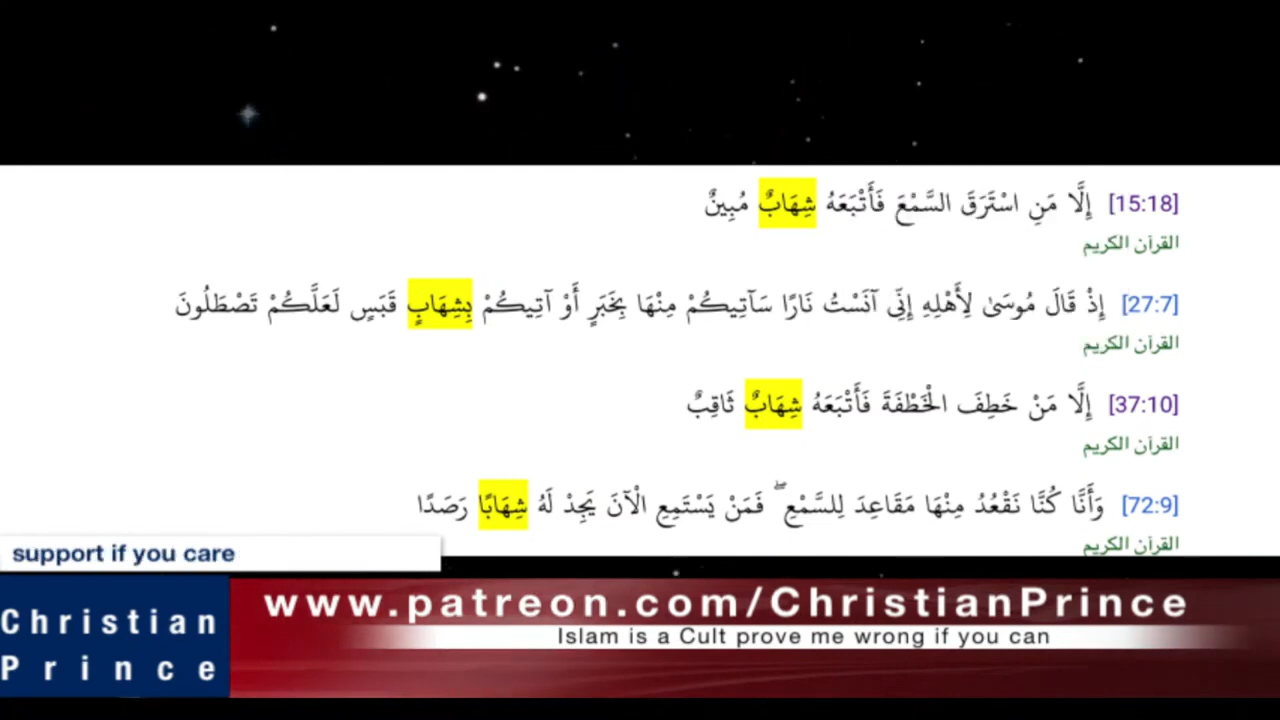 [15:18] إِلَّا مَنِ اسْتَرَقَ السَّمْعَ فَأَتْبَعَهُ شِهَابٌ مُبِينٌ
القرآن الكريم
[27:7] إِذْ قَالَ مُوسَىٰ لِأَهْلِهِ إِنِّي آنَسْتُ نَارًا سَآتِيكُمْ مِنْهَا بِخَبَرٍ أَوْ آتِيكُمْ بِشِهَابٍ قَبَسٍ لَعَلَّكُمْ تَصْطَلُونَ
القرآن الكريم
[37:10] إِلَّا مَنْ خَطِفَ الْخَطْفَةَ فَأَتْبَعَهُ شِهَابٌ ثَاقِبٌ
القرآن الكريم
[72:9] وَأَنَّا كُنَّا نَقْعُدُ مِنْهَا مَقَاعِدَ لِلسَّمْعِ ۖ فَمَنْ يَسْتَمِعِ الْآنَ يَجِدْ لَهُ شِهَابًا رَصَدًا
القرآن الكريم
support if you care
Christian
Prince
www.patreon.com/ChristianPrince
Islam is a Cult prove me wrong if you can